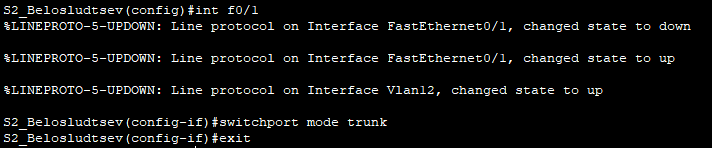 S2_Belosludtsev(config)#int f0/1
%LINEPROTO-5-UPDOWN: Line protocol on Interface FastEthernet0/1, changed state to down
%LINEPROTO-5-UPDOWN: Line protocol on Interface FastEthernet0/1, changed state to up
%LINEPROTO-5-UPDOWN: Line protocol on Interface Vlan12, changed state to up
S2_Belosludtsev(config-if)#switchport mode trunk
S2_Belosludtsev(config-if)#exit